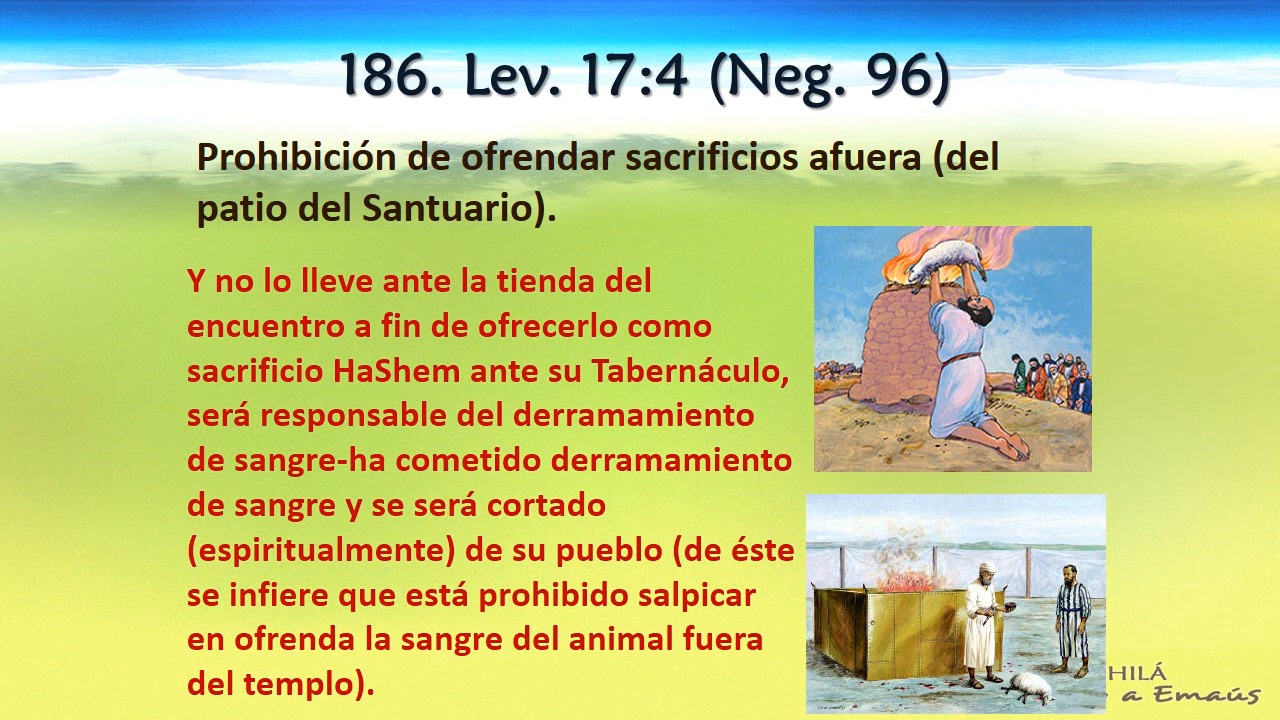 186. Lev. 17:4 (Neg. 96)
Prohibición de ofrendar sacrificios afuera (del
patio del Santuario).
Y no lo lleve ante la tienda del
encuentro a fin de ofrecerlo como
sacrificio HaShem ante su Tabernáculo,
será responsable del derramamiento
de sangre-ha cometido derramamiento
de sangre y se será cortado
(espiritualmente) de su pueblo (de éste
se infiere que está prohibido salpicar
en ofrenda la sangre del animal fuera
del templo).
HILÁ
a Emaús